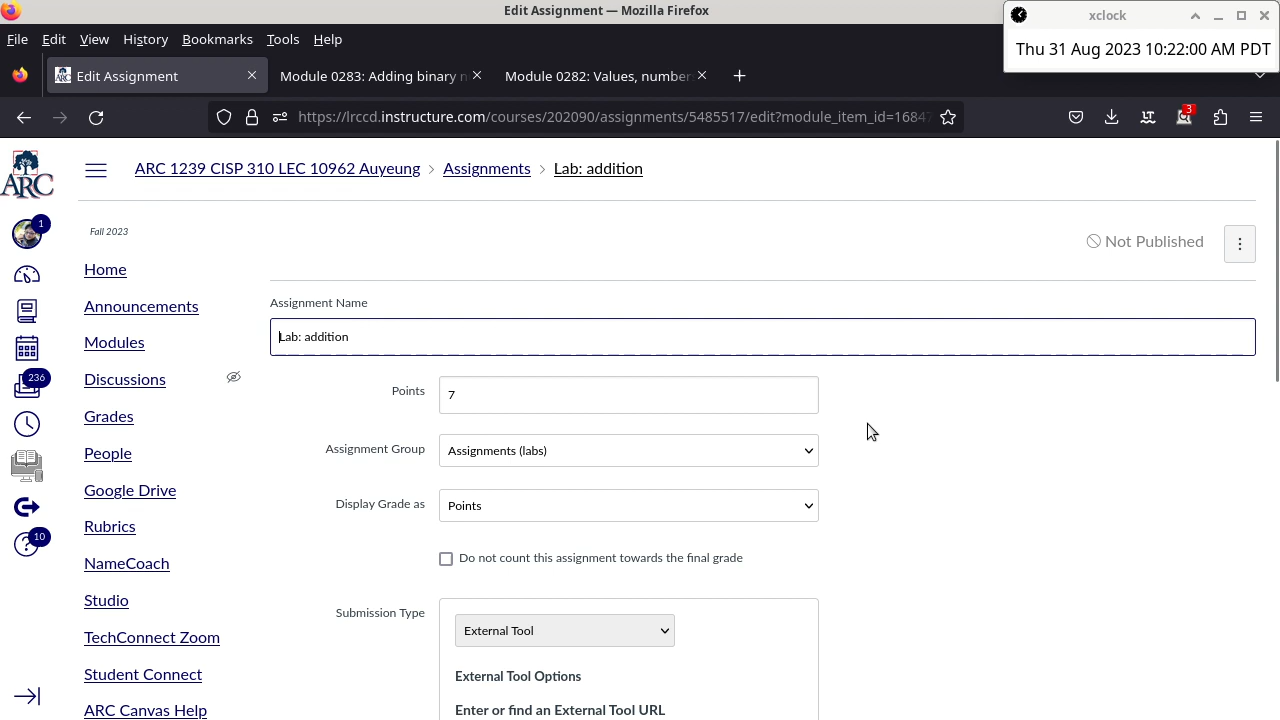 Edit Assignment — Mozilla Firefox
xclock
Thu 31 Aug 2023 10:22:00 AM PDT
File Edit View History Bookmarks Tools Help
Edit Assignment
Module 0283: Adding binary n
Module 0282: Values, number
https://lrccd.instructure.com/courses/202090/assignments/5485517/edit?module_item_id=1684
3
ARC
ARC 1239 CISP 310 LEC 10962 Auyeung > Assignments > Lab: addition
1
Fall 2023
Not Published
Home
Announcements
Modules
Discussions
Grades
People
Google Drive
Rubrics
NameCoach
Studio
TechConnect Zoom
Student Connect
ARC Canvas Help
236
10
Assignment Name
Lab: addition
Points
7
Assignment Group
Assignments (labs)
Display Grade as
Points
Do not count this assignment towards the final grade
Submission Type
External Tool
External Tool Options
Enter or find an External Tool URL